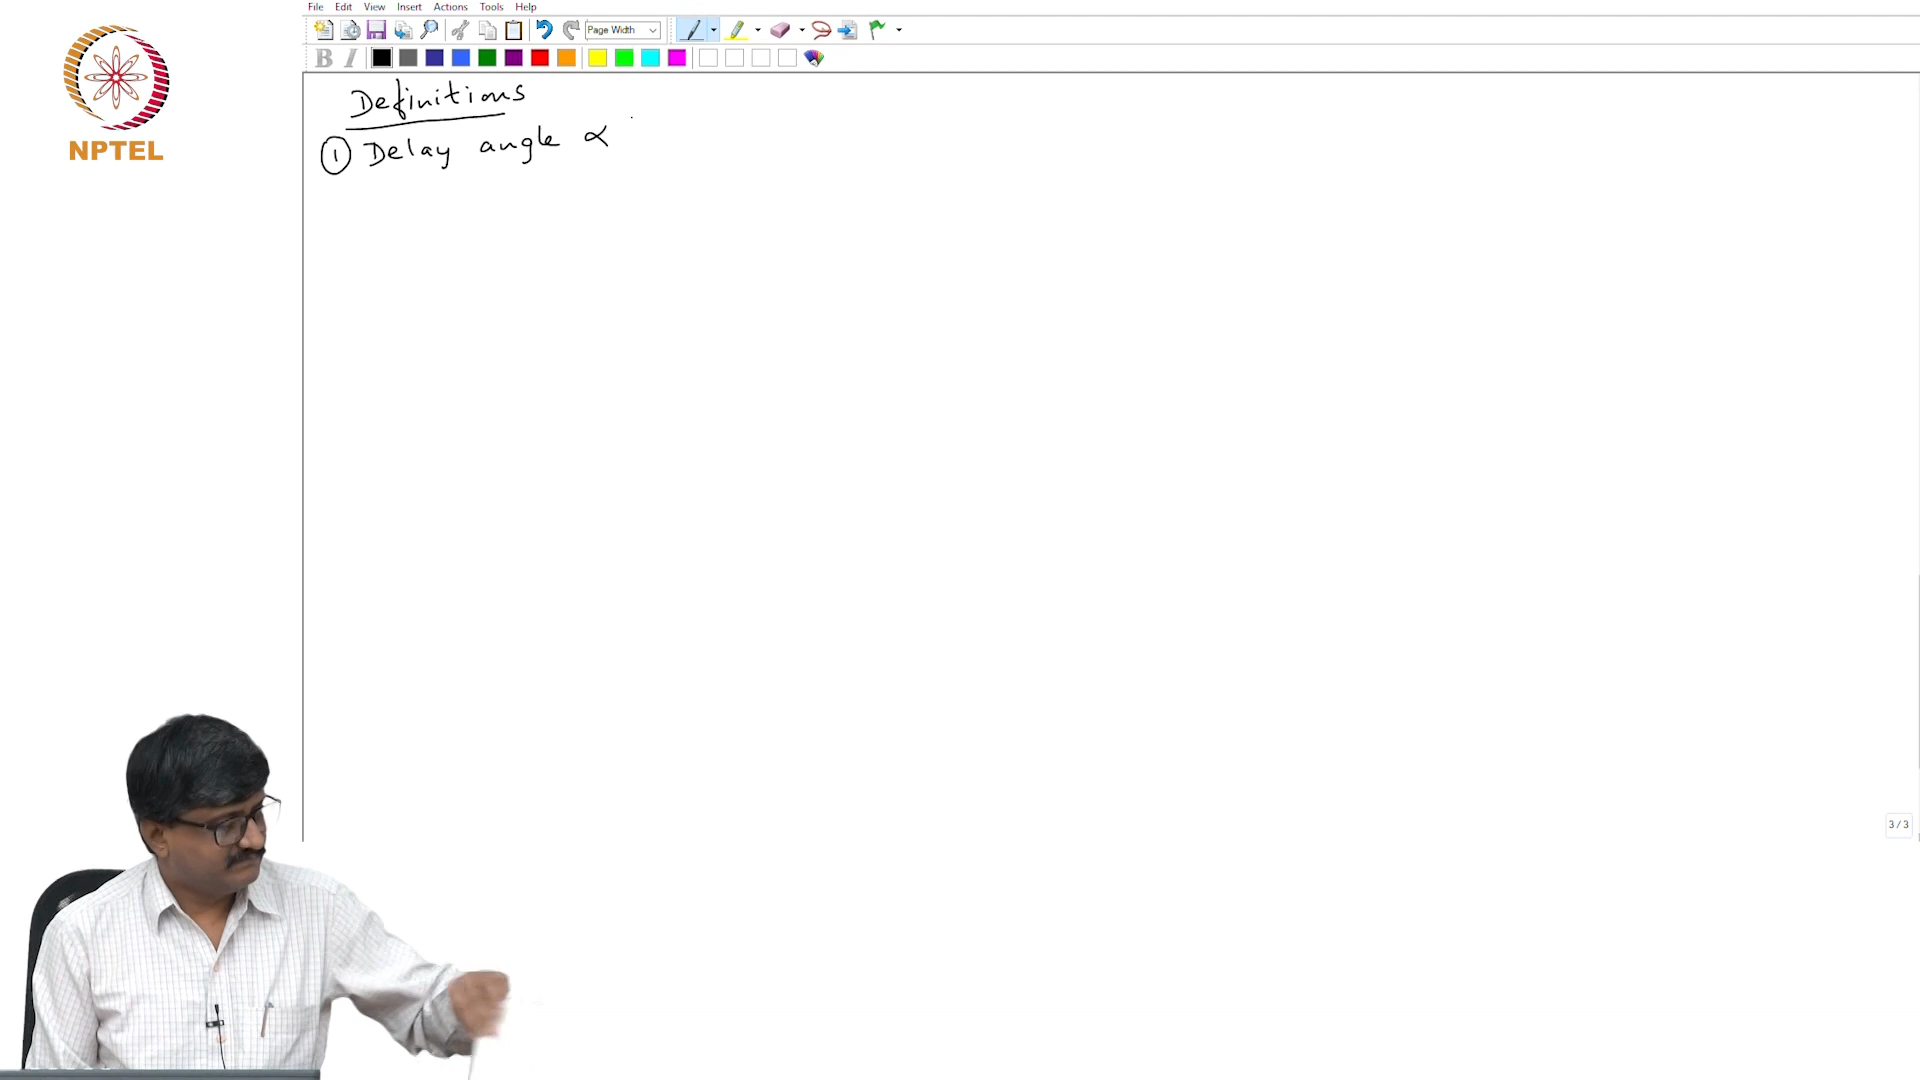 File Edit View Insert Actions Tools Help
Page Width
B I
Definitions
① Delay angle α
NPTEL
3 / 3